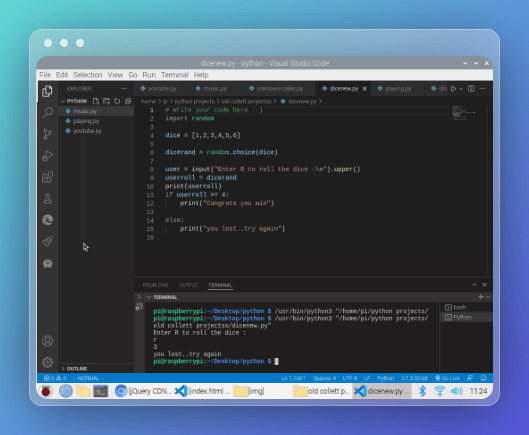 dicenew.py - python - Visual Studio Code
File Edit Selection View Go Run Terminal Help
EXPLORER
youtube.py music.py unknown caller.py dicenew.py playing.py
PYTHON
home > pi > python projects > old collett projectss > dicenew.py > ...
music.py
playing.py
youtube.py
1 # Write your code here :-)
2 import random
3
4 dice = [1,2,3,4,5,6]
5
6 dicerand = random.choice(dice)
7
8 user = input("Enter R to roll the dice :\n").upper()
9 userroll = dicerand
10 print(userroll)
11 if userroll >= 4:
12 print("Congrats you win")
13
14 else:
15 print("you lost..try again")
16
PROBLEMS OUTPUT TERMINAL
TERMINAL
pi@raspberrypi:~/Desktop/python $ /usr/bin/python3 "/home/pi/python projects/
pi@raspberrypi:~/Desktop/python $ /usr/bin/python3 "/home/pi/python projects/
old collett projectss/dicenew.py"
Enter R to roll the dice :
r
3
you lost..try again
pi@raspberrypi:~/Desktop/python $
bash
Python
OUTLINE
0 0 -- NORMAL -- Ln 1, Col 1 Spaces: 4 UTF-8 LF Python 3.7.3 32-bit Go Live
[jQuery CDN... [index.html ... [img] old collett p... dicenew.py ... 11:24